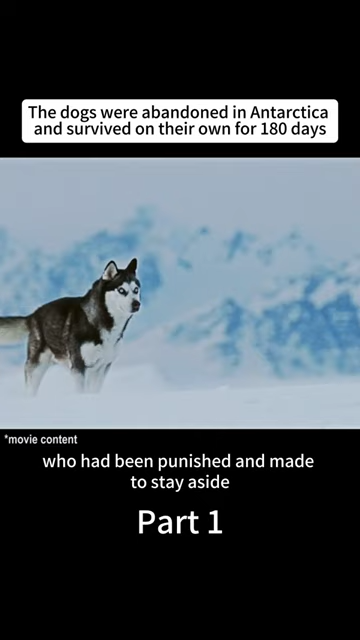 The dogs were abandoned in Antarctica
and survived on their own for 180 days
*movie content
who had been punished and made
to stay aside
Part 1